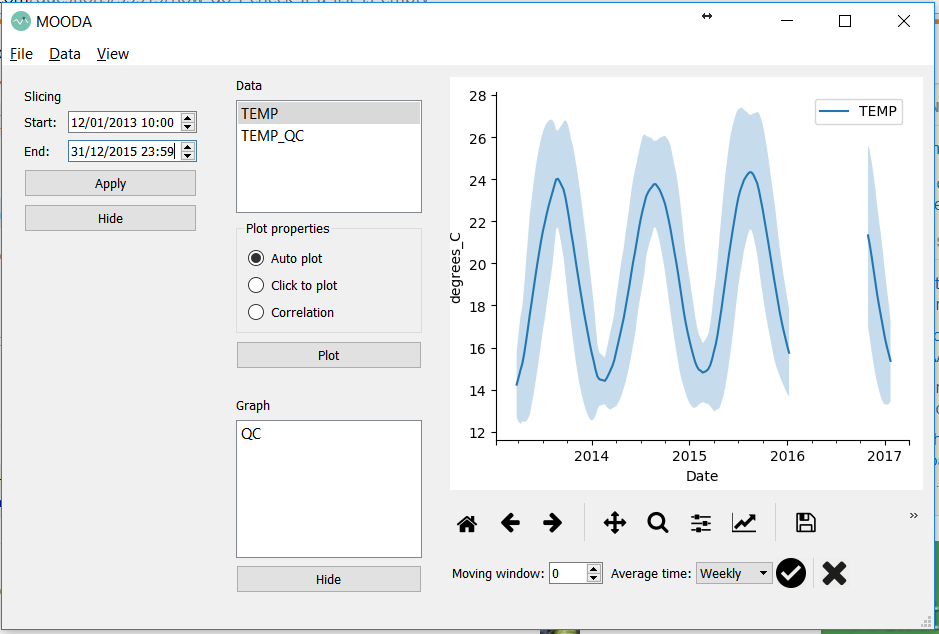 MOODA
File Data View
Slicing
Start: 12/01/2013 10:00
End: 31/12/2015 23:59
Apply
Hide
Data
TEMP
TEMP_QC
Plot properties
Auto plot
Click to plot
Correlation
Plot
Graph
QC
Hide
TEMP
degrees_C
28
26
24
22
20
18
16
14
12
2014 2015 2016 2017
Date
Moving window: 0 Average time: Weekly